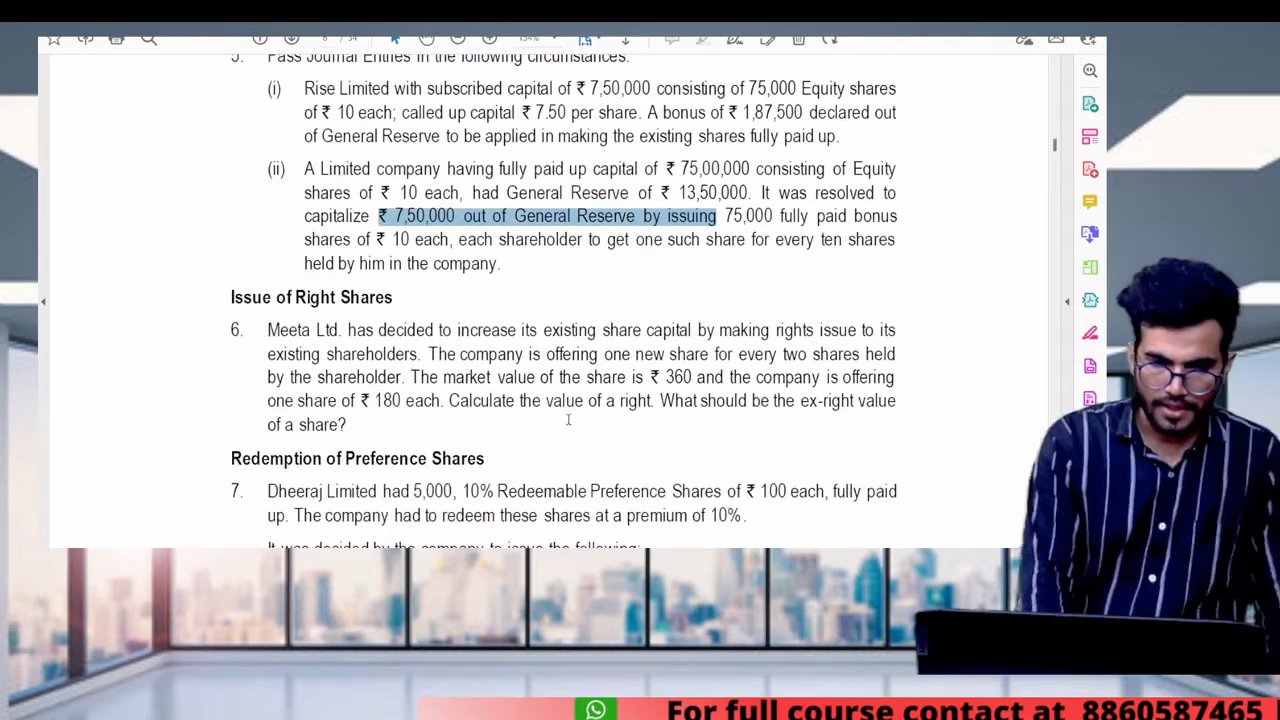 5. Pass Journal Entries in the following circumstances:
(i) Rise Limited with subscribed capital of ₹ 7,50,000 consisting of 75,000 Equity shares
of ₹ 10 each; called up capital ₹ 7.50 per share. A bonus of ₹ 1,87,500 declared out
of General Reserve to be applied in making the existing shares fully paid up.
(ii) A Limited company having fully paid up capital of ₹ 75,00,000 consisting of Equity
shares of ₹ 10 each, had General Reserve of ₹ 13,50,000. It was resolved to
capitalize ₹ 7,50,000 out of General Reserve by issuing 75,000 fully paid bonus
shares of ₹ 10 each, each shareholder to get one such share for every ten shares
held by him in the company.
Issue of Right Shares
6. Meeta Ltd. has decided to increase its existing share capital by making rights issue to its
existing shareholders. The company is offering one new share for every two shares held
by the shareholder. The market value of the share is ₹ 360 and the company is offering
one share of ₹ 180 each. Calculate the value of a right. What should be the ex-right value
of a share?
Redemption of Preference Shares
7. Dheeraj Limited had 5,000, 10% Redeemable Preference Shares of ₹ 100 each, fully paid
up. The company had to redeem these shares at a premium of 10%.
It was decided by the company to issue the following:
For full course contact at 8860587465